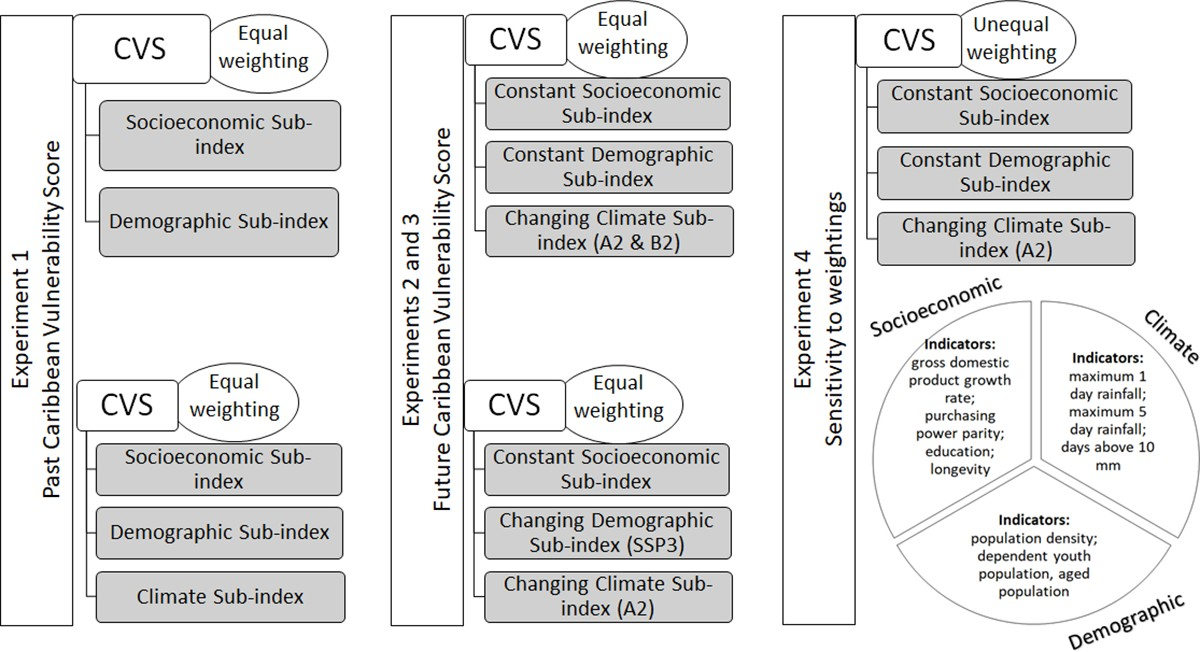 Experiment 1
Past Caribbean Vulnerability Score
CVS
Equal
weighting
Socioeconomic Sub-
index
Demographic Sub-index
CVS
Equal
weighting
Socioeconomic Sub-
index
Demographic Sub-index
Climate Sub-index
Experiments 2 and 3
Future Caribbean Vulnerability Score
CVS
Equal
weighting
Constant Socioeconomic
Sub-index
Constant Demographic
Sub-index
Changing Climate Sub-
index (A2 & B2)
CVS
Equal
weighting
Constant Socioeconomic
Sub-index
Changing Demographic
Sub-index (SSP3)
Changing Climate Sub-
index (A2)
Experiment 4
Sensitivity to weightings
CVS
Unequal
weighting
Constant Socioeconomic
Sub-index
Constant Demographic
Sub-index
Changing Climate Sub-
index (A2)
Socioeconomic
Indicators:
gross domestic
product growth
rate;
purchasing
power parity;
education;
longevity
Climate
Indicators:
maximum 1
day rainfall;
maximum 5
day rainfall;
days above 10
mm
Indicators:
population density;
dependent youth
population, aged
population
Demographic